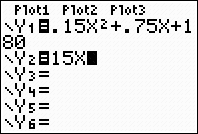 Plot1 Plot2 Plot3
\Y1=.15X²+.75X+1
80
\Y2=15X
\Y3=
\Y4=
\Y5=
\Y6=